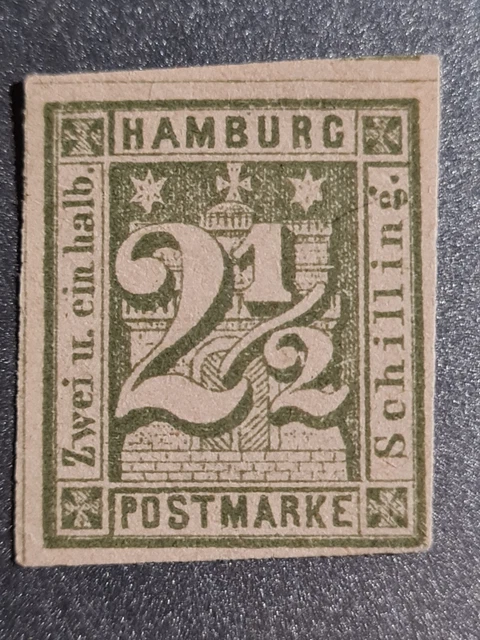 HAMBURG
Zwei u. ein halb.
2 1/2
Schilling.
POSTMARKE